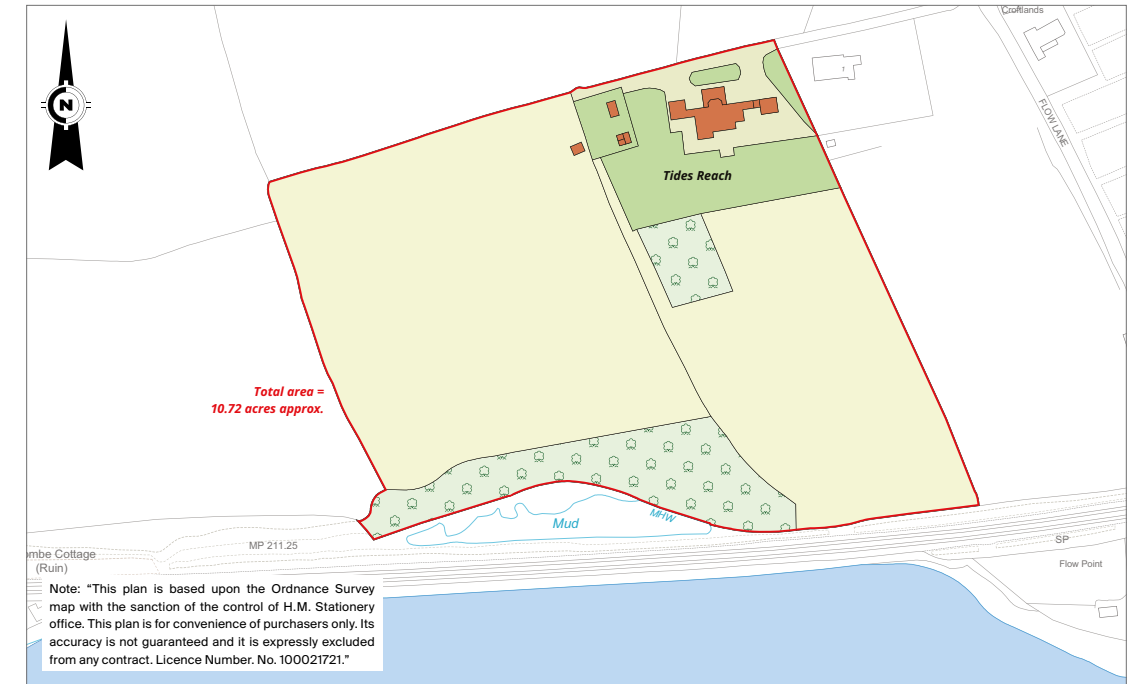 Croftlands
N
FLOW LANE
Tides Reach
Total area =
10.72 acres approx.
Mud
MHW
MP 211.25
SP
Flow Point
ombe Cottage
(Ruin)
Note: “This plan is based upon the Ordnance Survey
map with the sanction of the control of H.M. Stationery
office. This plan is for convenience of purchasers only. Its
accuracy is not guaranteed and it is expressly excluded
from any contract. Licence Number. No. 100021721.”